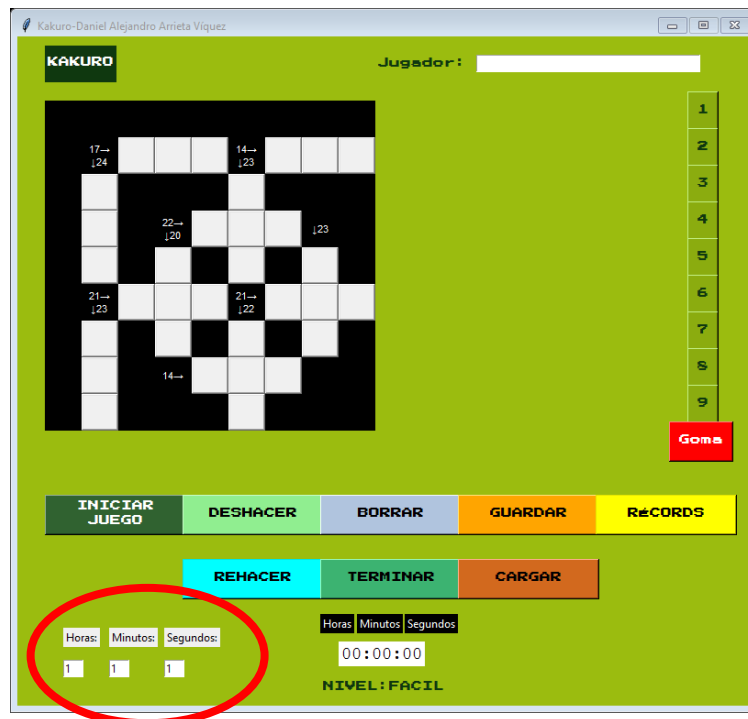 Kakuro-Daniel Alejandro Arrieta Víquez
KAKURO
Jugador:
1
2
3
4
5
6
7
8
9
Goma
17→ 14→
↓24 ↓23
22→
↓20 ↓23
21→ 21→
↓23 ↓22
14→
INICIAR
JUEGO
DESHACER
BORRAR
GUARDAR
RéCORDS
REHACER
TERMINAR
CARGAR
Horas: Minutos: Segundos:
1 1 1
Horas Minutos Segundos
00:00:00
NIVEL:FACIL